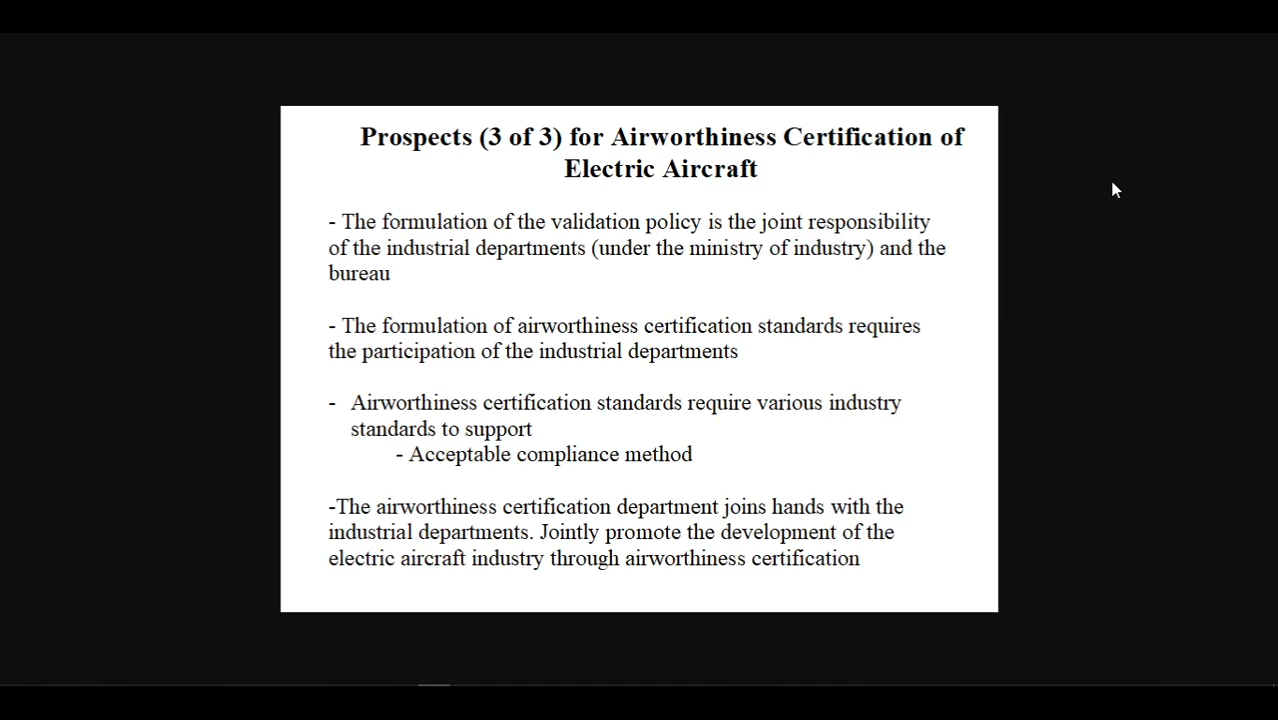 Prospects (3 of 3) for Airworthiness Certification of
Electric Aircraft
- The formulation of the validation policy is the joint responsibility
of the industrial departments (under the ministry of industry) and the
bureau
- The formulation of airworthiness certification standards requires
the participation of the industrial departments
- Airworthiness certification standards require various industry
standards to support
- Acceptable compliance method
-The airworthiness certification department joins hands with the
industrial departments. Jointly promote the development of the
electric aircraft industry through airworthiness certification